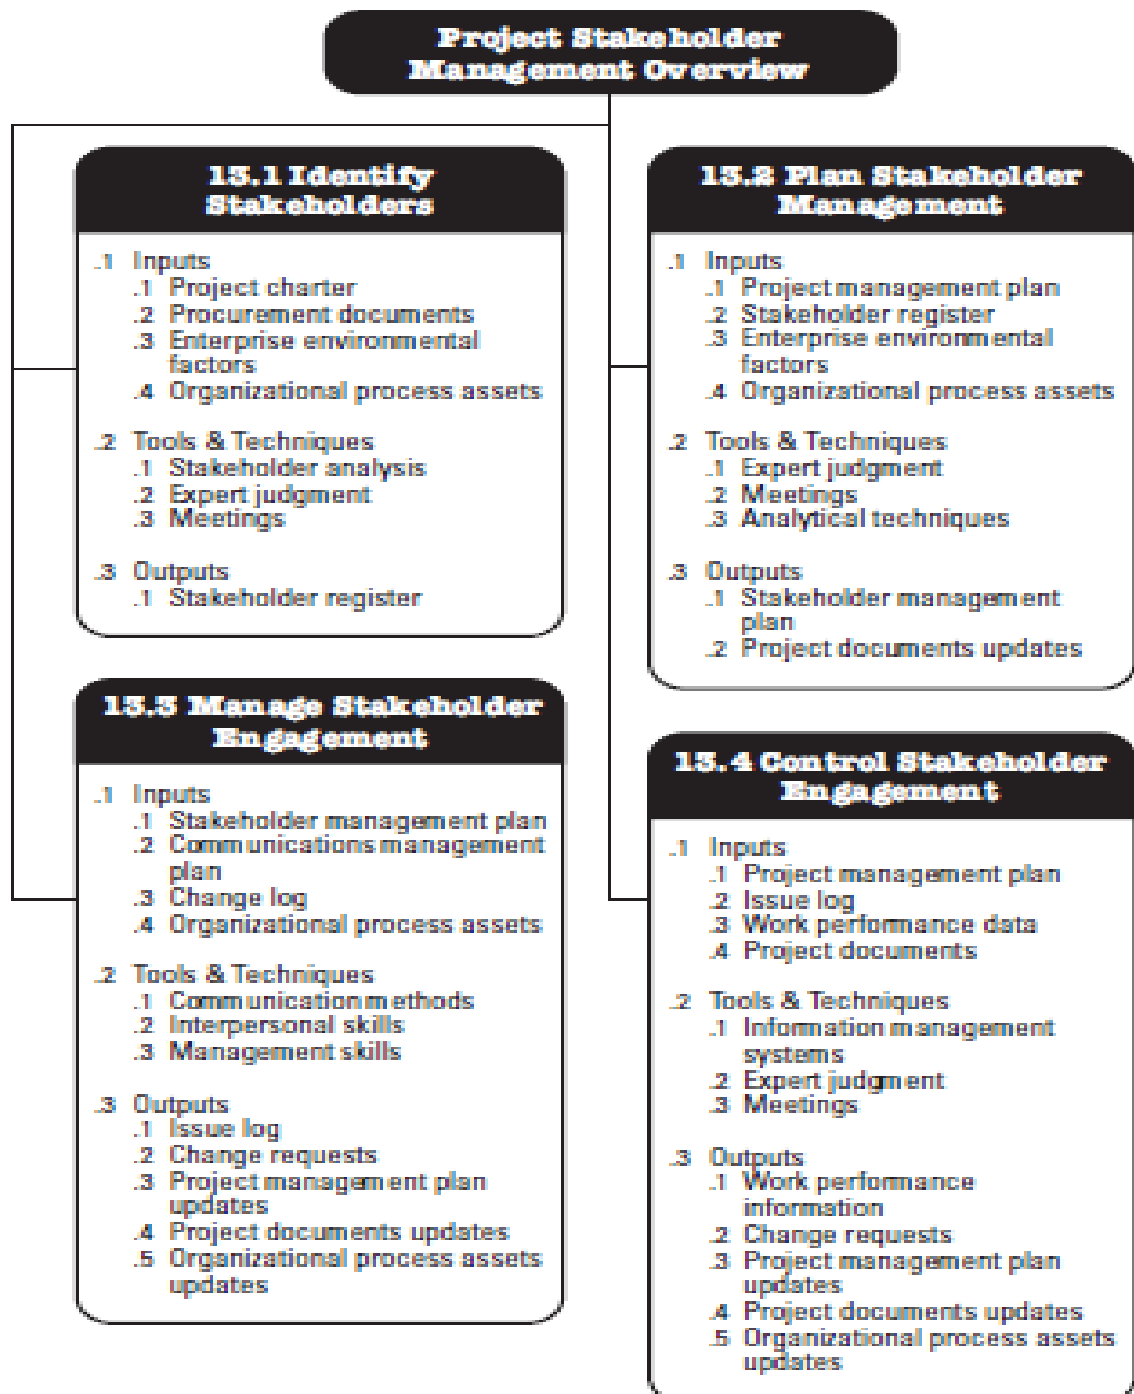 Project Stakeholder
Management Overview
13.1 Identify
Stakeholders
.1 Inputs
.1 Project charter
.2 Procurement documents
.3 Enterprise environmental
factors
.4 Organizational process assets
.2 Tools & Techniques
.1 Stakeholder analysis
.2 Expert judgment
.3 Meetings
.3 Outputs
.1 Stakeholder register
13.2 Plan Stakeholder
Management
.1 Inputs
.1 Project management plan
.2 Stakeholder register
.3 Enterprise environmental
factors
.4 Organizational process assets
.2 Tools & Techniques
.1 Expert judgment
.2 Meetings
.3 Analytical techniques
.3 Outputs
.1 Stakeholder management
plan
.2 Project documents updates
13.3 Manage Stakeholder
Engagement
.1 Inputs
.1 Stakeholder management plan
.2 Communications management
plan
.3 Change log
.4 Organizational process assets
.2 Tools & Techniques
.1 Communication methods
.2 Interpersonal skills
.3 Management skills
.3 Outputs
.1 Issue log
.2 Change requests
.3 Project management plan
updates
.4 Project documents updates
.5 Organizational process assets
updates
13.4 Control Stakeholder
Engagement
.1 Inputs
.1 Project management plan
.2 Issue log
.3 Work performance data
.4 Project documents
.2 Tools & Techniques
.1 Information management
systems
.2 Expert judgment
.3 Meetings
.3 Outputs
.1 Work performance
information
.2 Change requests
.3 Project management plan
updates
.4 Project documents updates
.5 Organizational process assets
updates